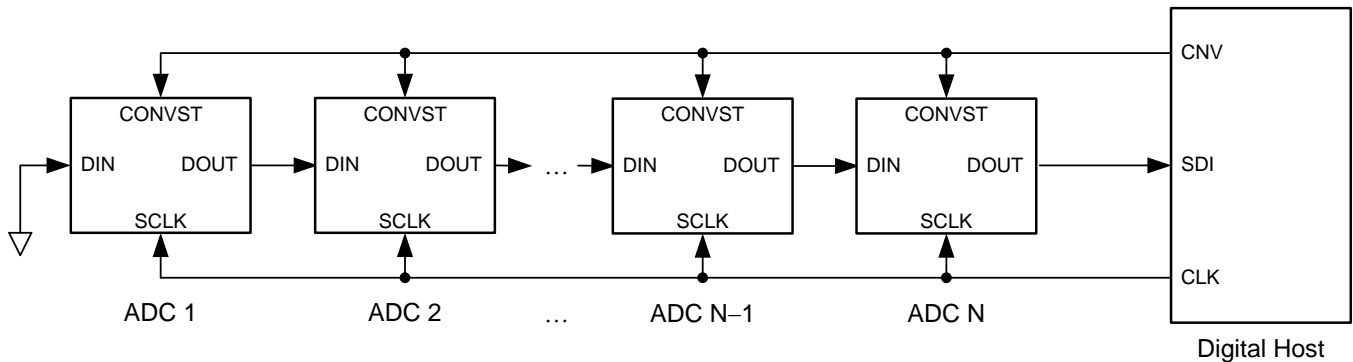 CNV
CONVST CONVST CONVST CONVST
DIN DOUT DIN DOUT ... DIN DOUT DIN DOUT SDI
SCLK SCLK SCLK SCLK
CLK
ADC 1 ADC 2 ... ADC N−1 ADC N
Digital Host